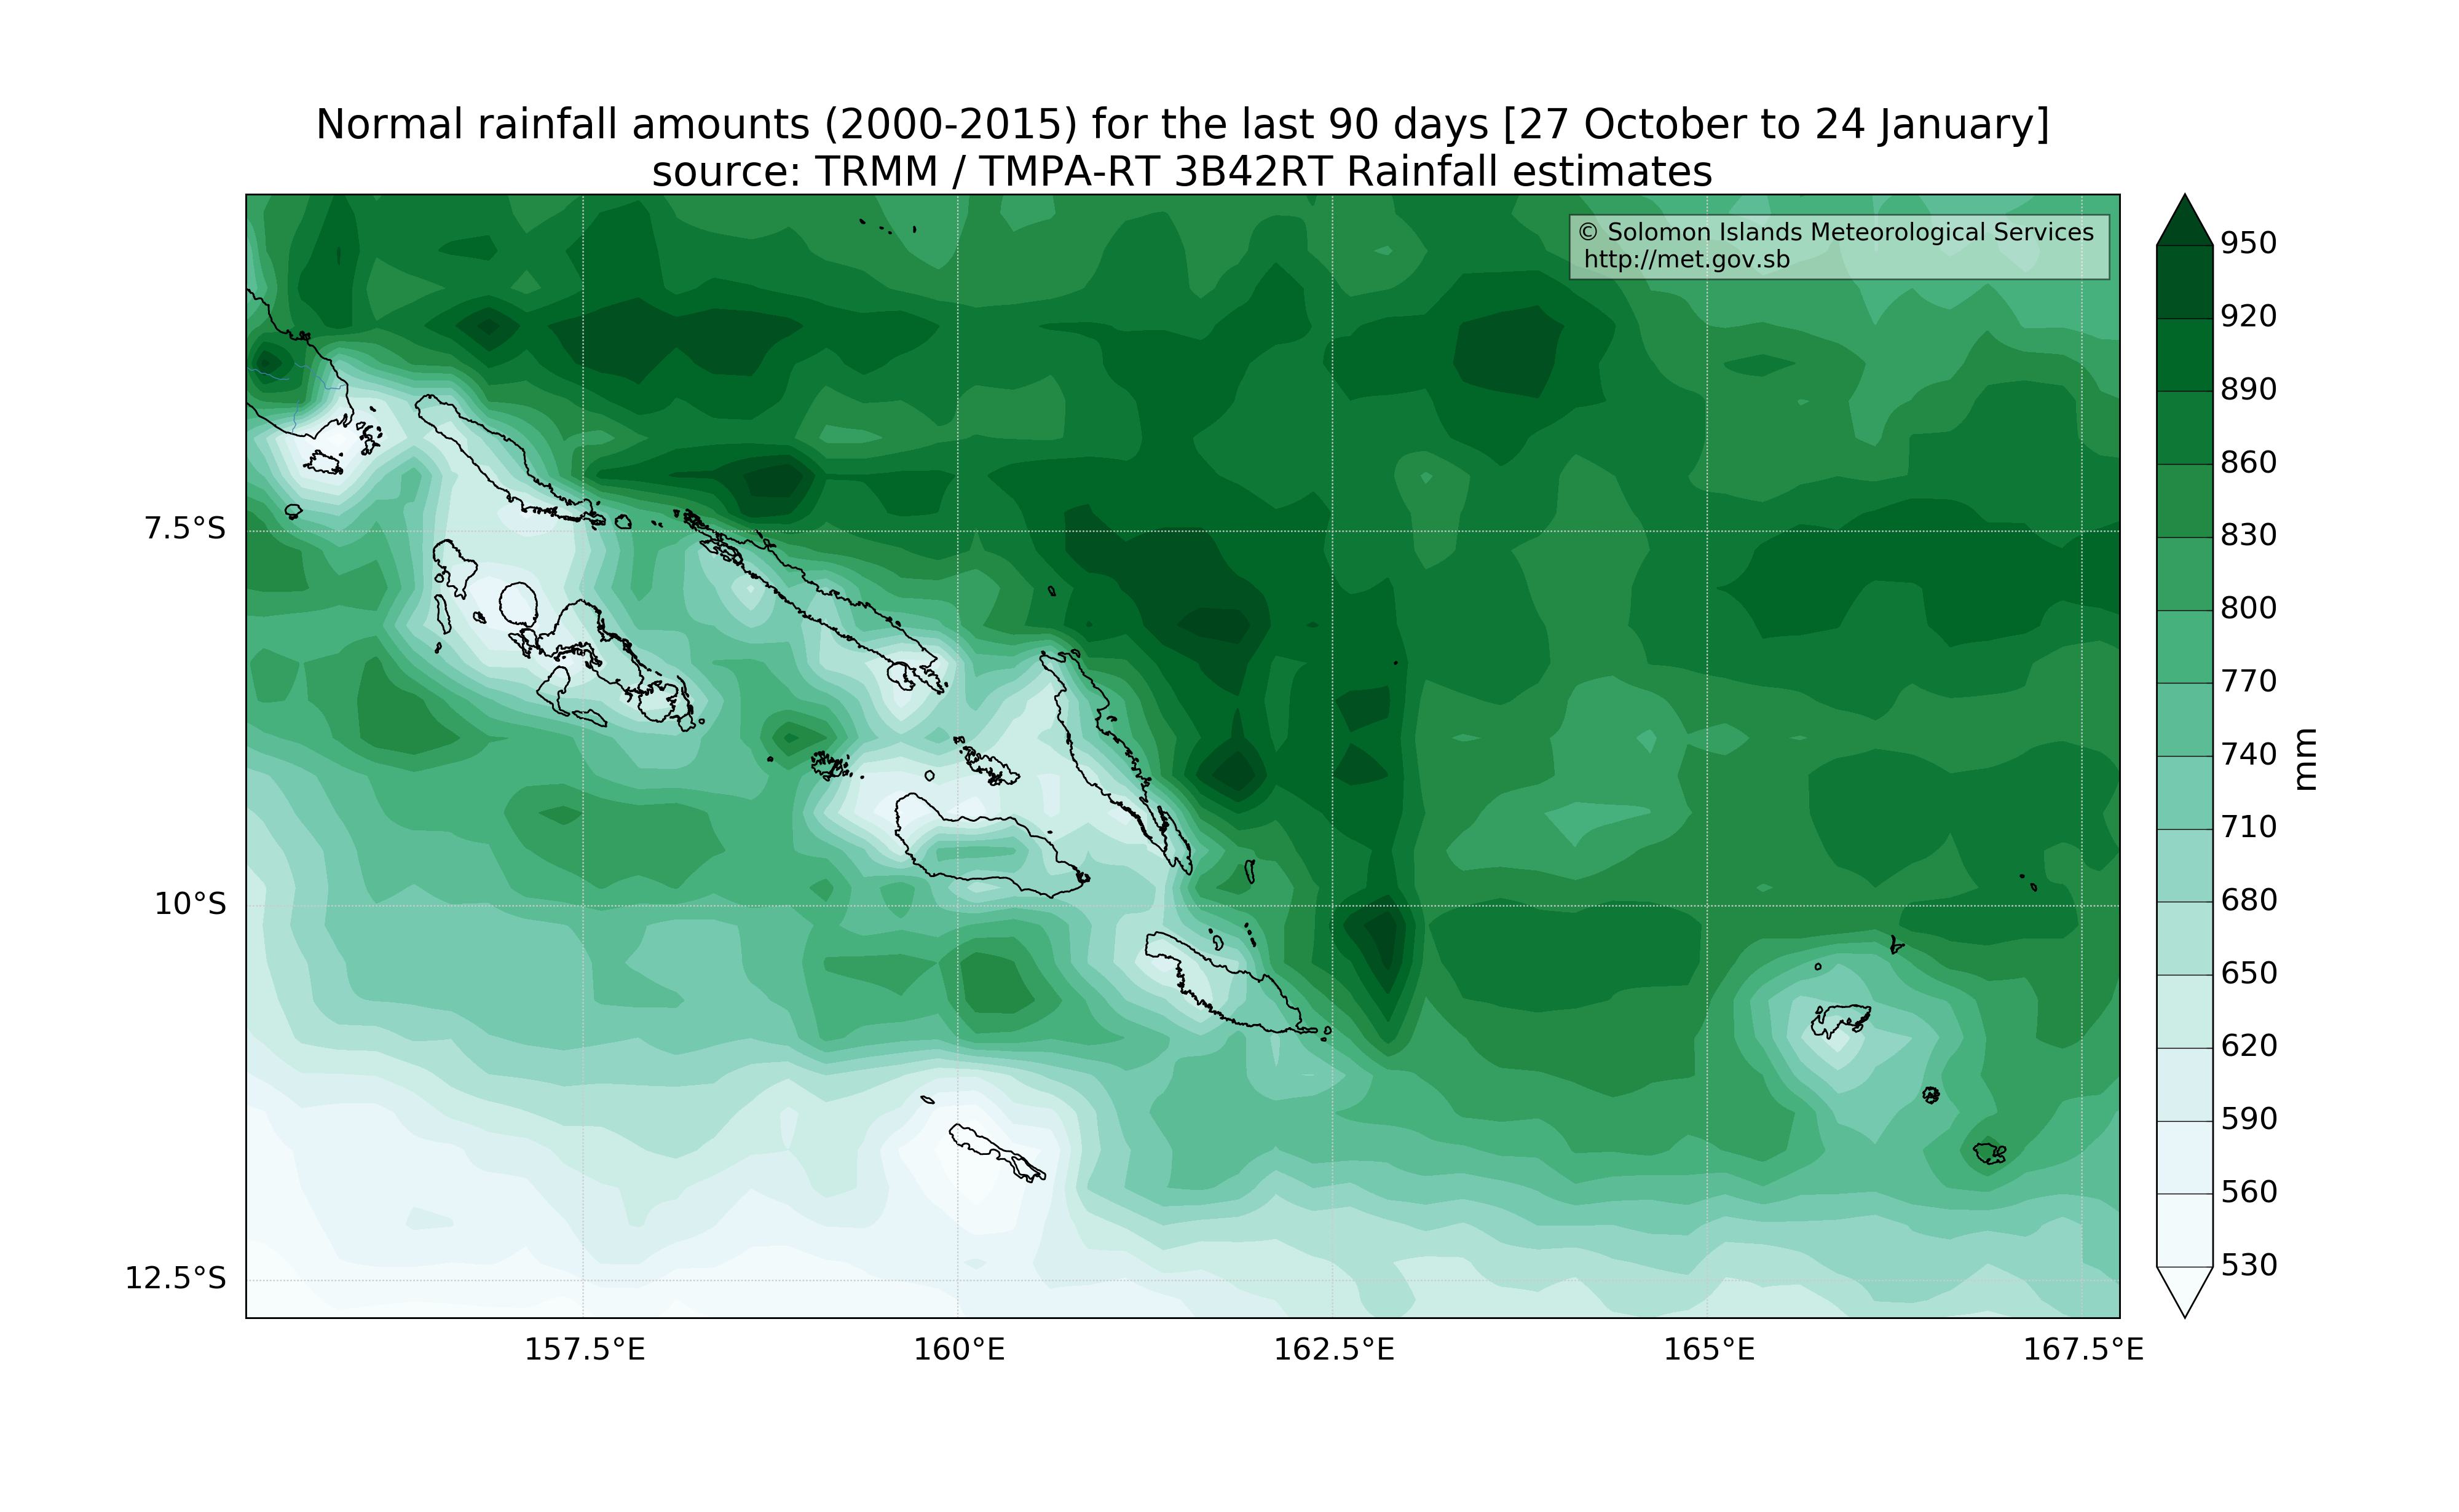 Normal rainfall amounts (2000-2015) for the last 90 days [27 October to 24 January]
source: TRMM / TMPA-RT 3B42RT Rainfall estimates
© Solomon Islands Meteorological Services
http://met.gov.sb
7.5°S
10°S
12.5°S
157.5°E
160°E
162.5°E
165°E
167.5°E
950
920
890
860
830
800
770
740
710
680
650
620
590
560
530
mm